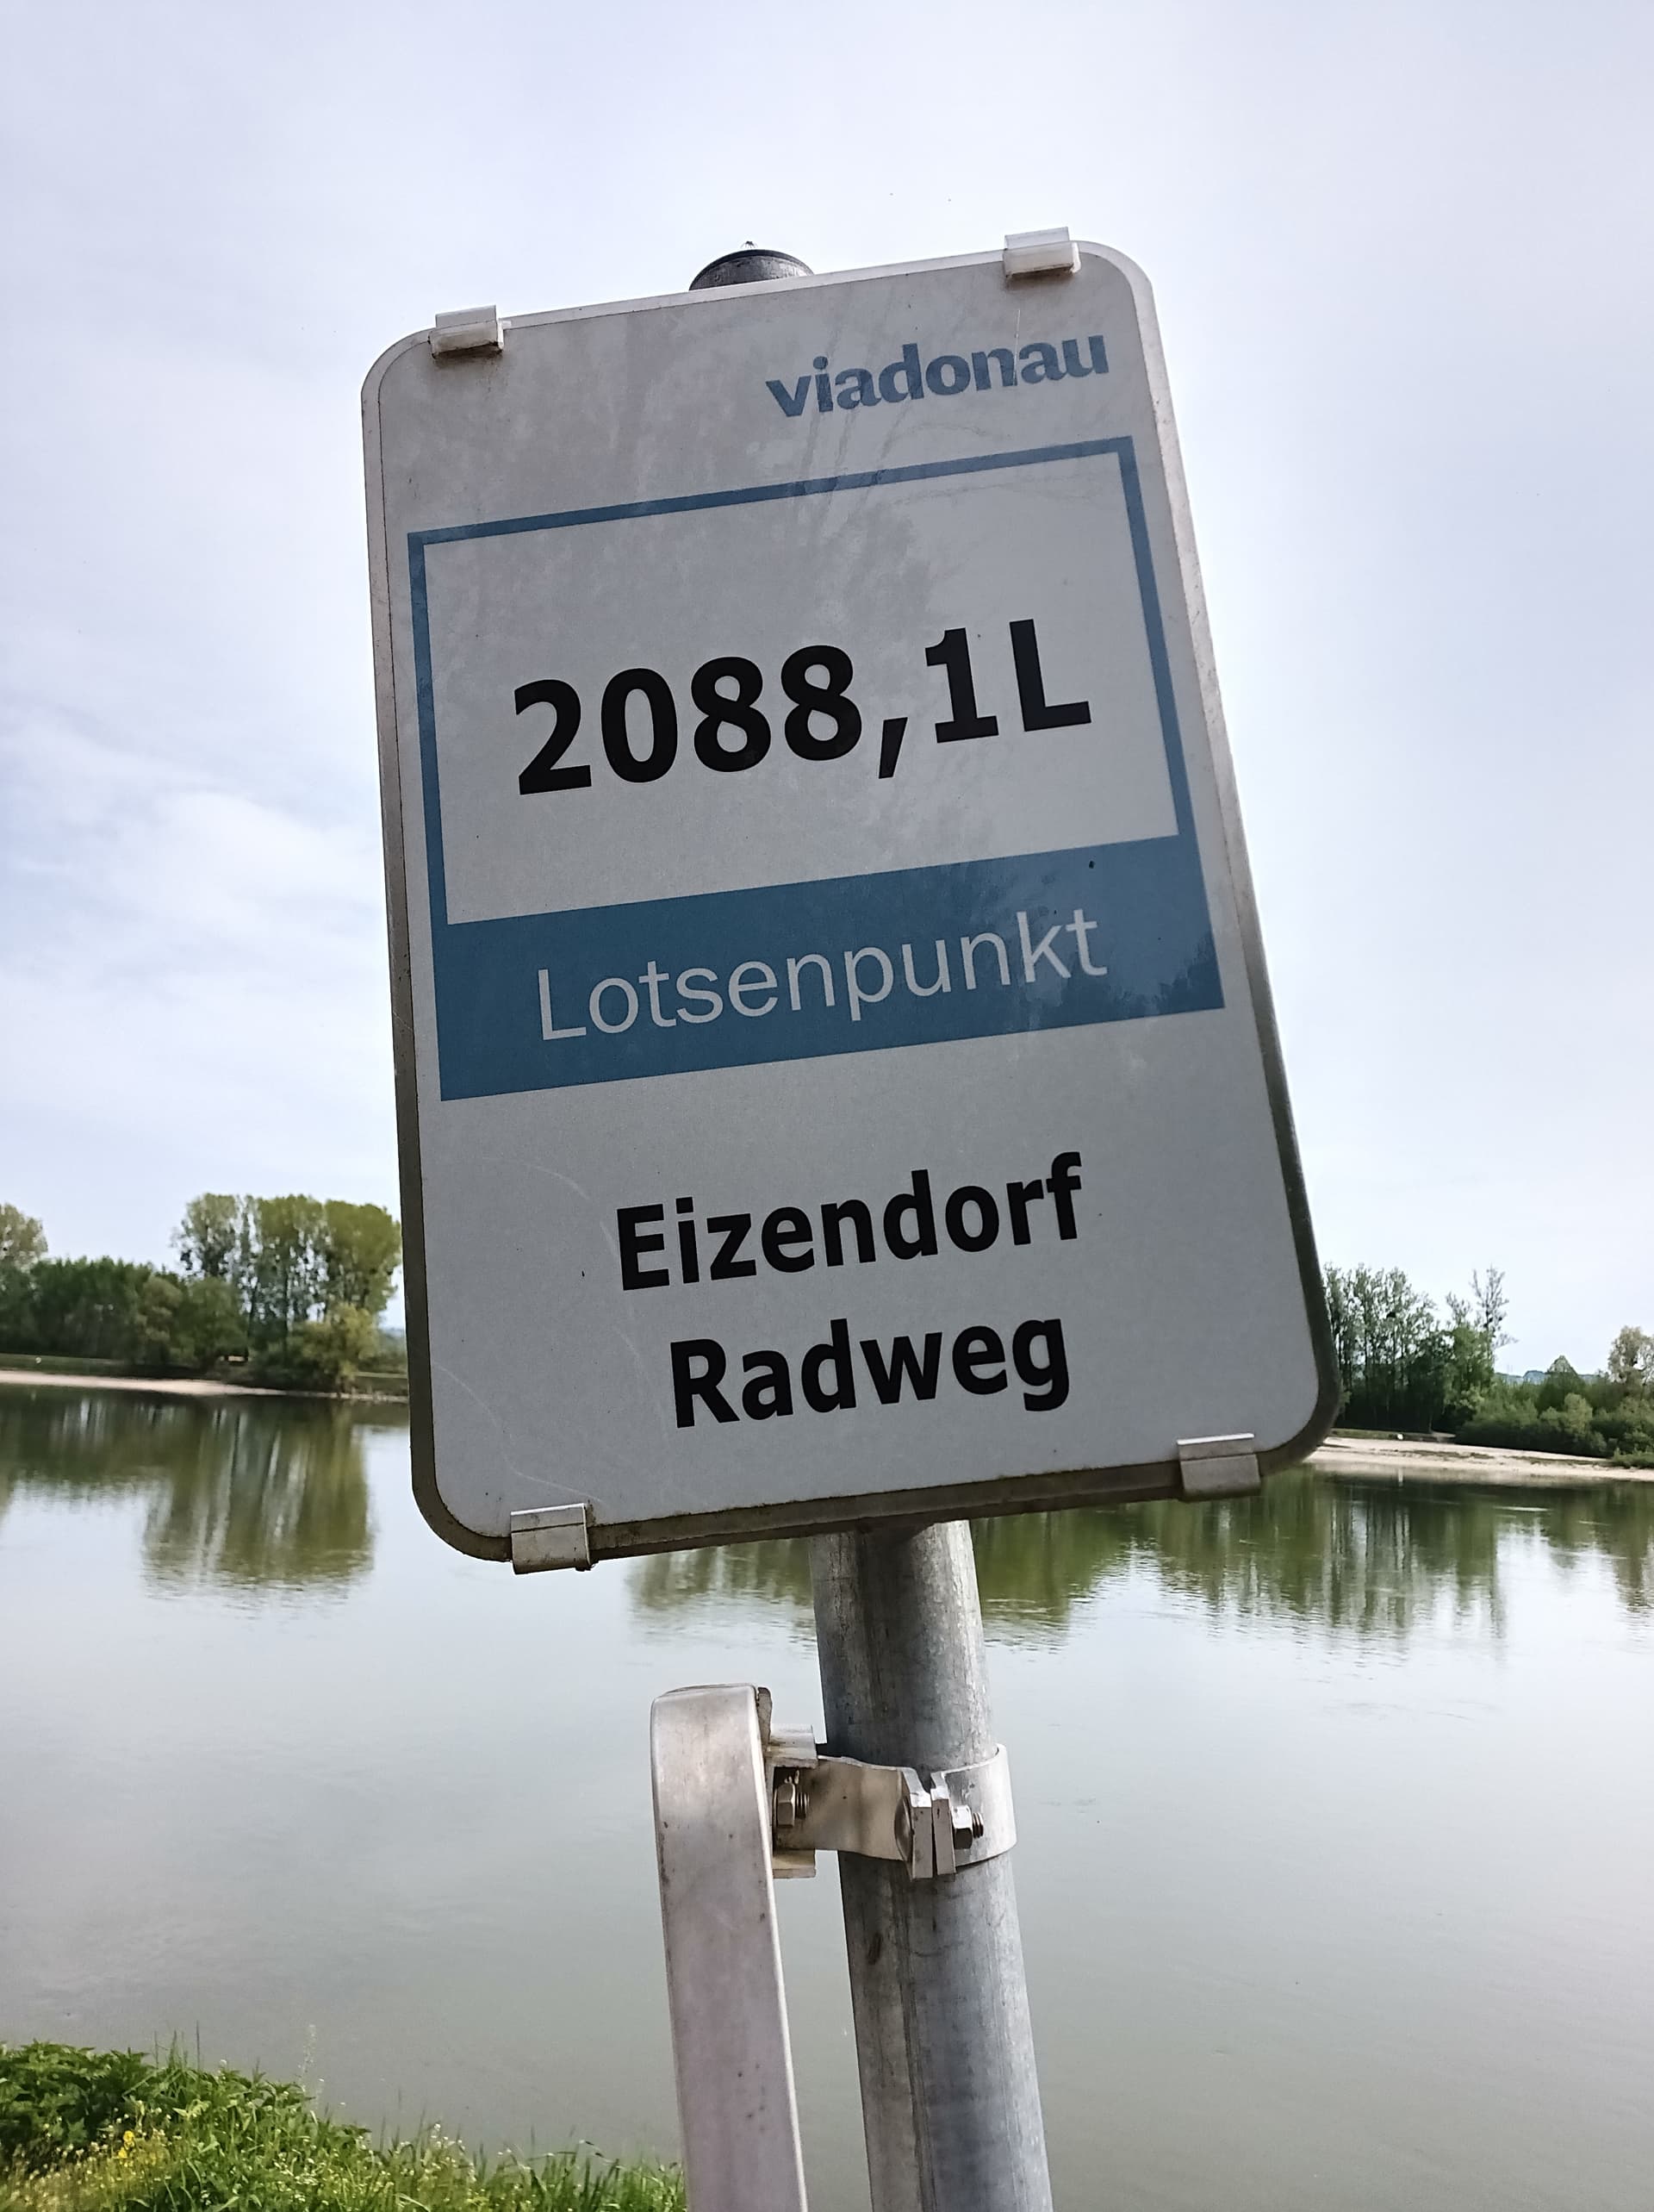 viadonau
2088,1L
Lotsenpunkt
Eizendorf
Radweg